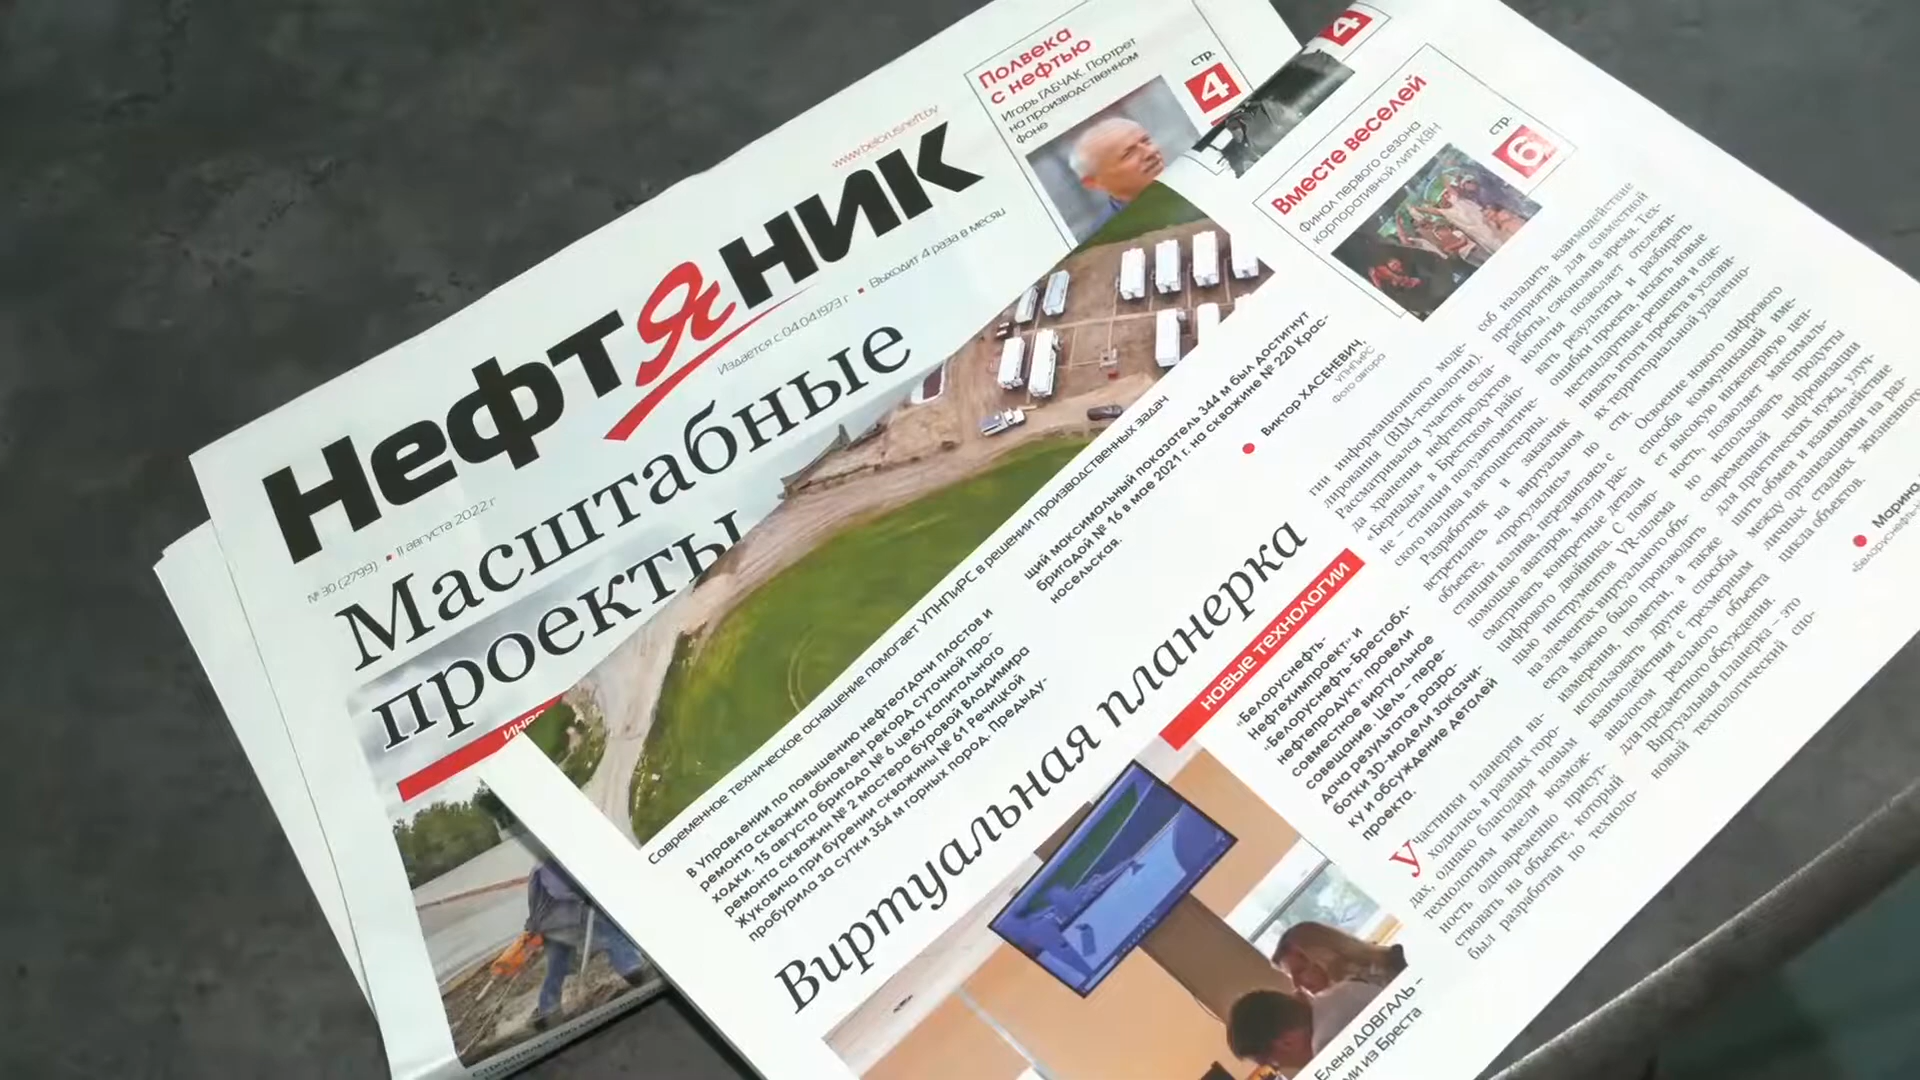 Полвека
с нефтью
Игорь ГАБЧАК. Портрет
на производственном
фоне
стр.
4
www.belorusneft.by
НефтЯник
Издается с 04.04.1973 г. ▪ Выходит 4 раза в месяц
№ 30 (2799) ▪ 11 августа 2022 г.
Масштабные
проекты
4
Вместе веселей
Финал первого сезона
корпоративной лиги КВН
стр.
6
Современное техническое оснащение помогает УПНПиРС в решении производственных задач
в Управлении по повышению нефтеотдачи пластов и
ремонта скважин обновлен рекорд суточной про-
ходки. 15 августа бригада № 6 цеха капитального
ремонта скважин № 2 мастера буровой Владимира
Жуковича при бурении скважины № 61 Речицкой
пробурила за сутки 354 м горных пород. Предыду-
щий максимальный показатель 344 м был достигнут
бригадой № 16 в мае 2021 г. на скважине № 220 Крас-
носельская.
Виктор ХАСЕНЕВИЧ,
УПНПиРС
Фото автора
Виртуальная планерка
НОВЫЕ ТЕХНОЛОГИИ
«Белоруснефть-
Нефтехимпроект» и
«Белоруснефть-Брестобл-
нефтепродукт» провели
совместное виртуальное
совещание. Цель – пере-
дача результатов разра-
ботки 3D-модели заказчи-
ку и обсуждение деталей
проекта.
Участники планерки на-
ходились в разных горо-
дах, однако благодаря новым
технологиям имели возмож-
ность одновременно присут-
ствовать на объекте, который
был разработан по техноло-
гии информационного моде-
лирования (BIM-технологии).
Рассматривался участок скла-
да хранения нефтепродуктов
«Бернады» в Брестском райо-
не – станция полуавтоматиче-
ского налива в автоцистерны.
Разработчик и заказчик
встретились на виртуальном
объекте, «прогулялись» по
станции налива, передвигаясь с
помощью аватаров, могли рас-
сматривать конкретные детали
цифрового двойника. С помо-
щью инструментов VR-шлема
на элементах виртуального объ-
екта можно было производить
измерения, пометки, а также
использовать другие способы
взаимодействия с трехмерным
аналогом реального объекта
для предметного обсуждения.
Виртуальная планерка – это
новый технологический спо-
соб наладить взаимодействие
предприятий для совместной
работы, сэкономив время. Тех-
нология позволяет отслежи-
вать результаты и разбирать
ошибки проекта, искать новые
нестандартные решения и оце-
нивать итоги проекта в услови-
ях территориальной удаленно-
сти.
Освоение нового цифрового
способа коммуникаций име-
ет высокую инженерную цен-
ность, позволяет максималь-
но использовать продукты
современной цифровизации
для практических нужд, улуч-
шить обмен и взаимодействие
между организациями на раз-
личных стадиях жизненного
цикла объектов.
Марина
Елена ДОВГАЛЬ –
ми из Бреста